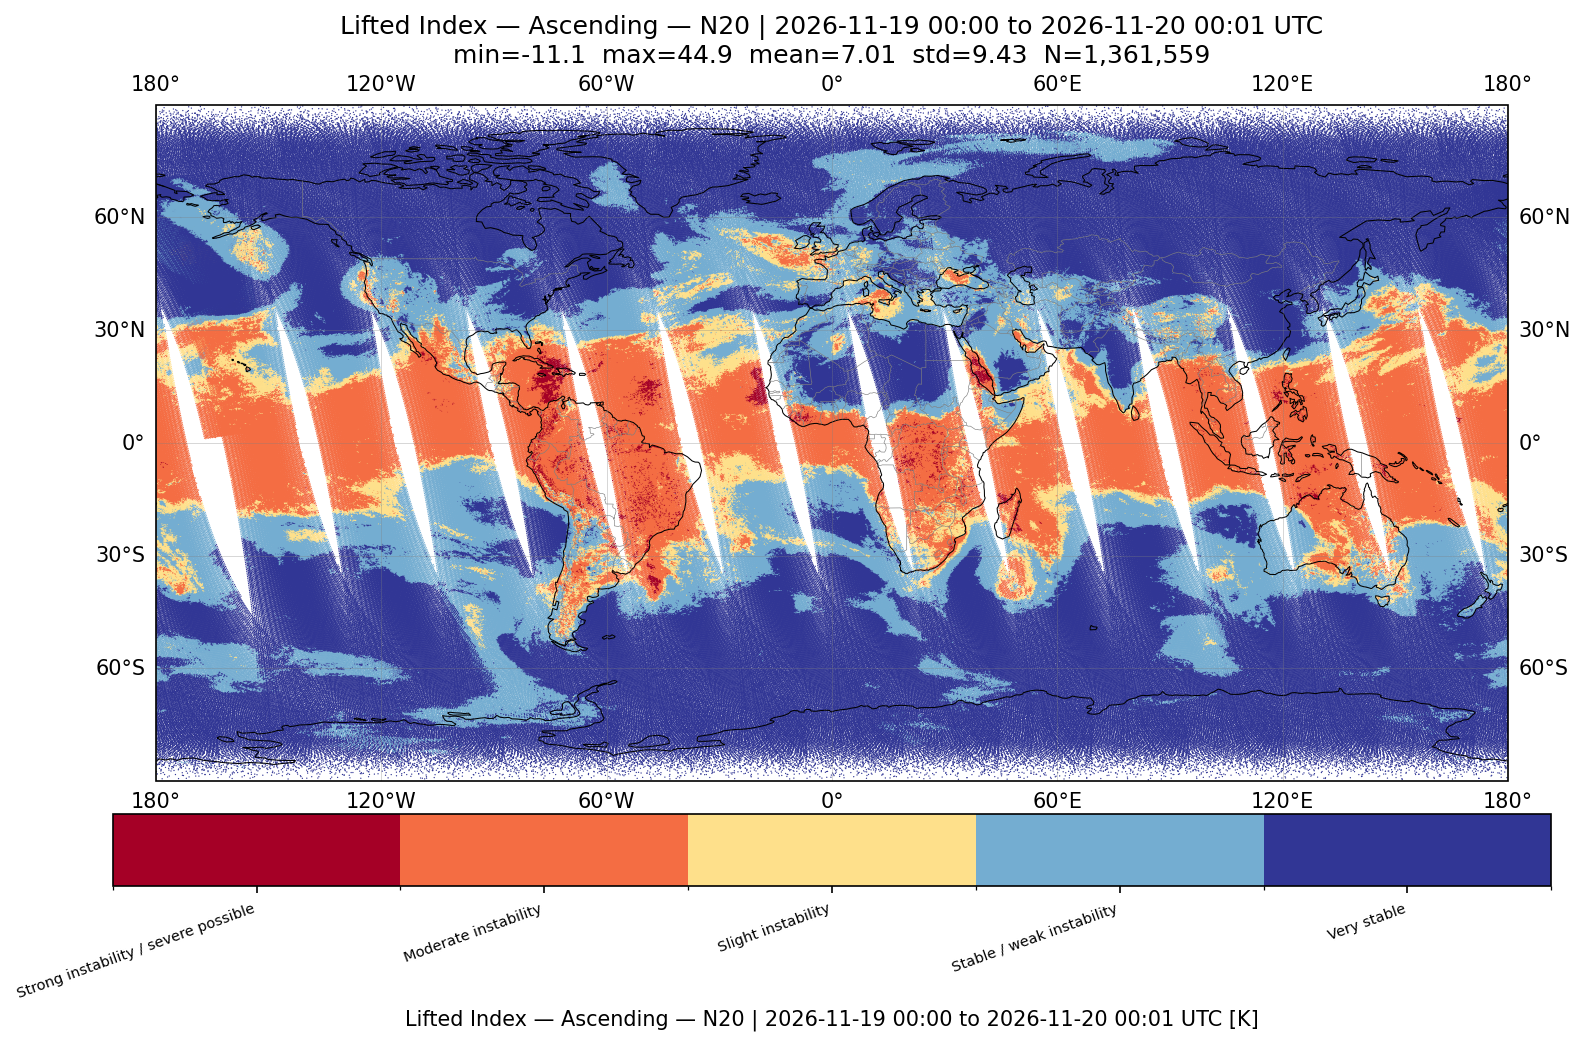 Lifted Index — Ascending — N20 | 2026-11-19 00:00 to 2026-11-20 00:01 UTC
min=-11.1  max=44.9  mean=7.01  std=9.43  N=1,361,559
180° 120°W 60°W 0° 60°E 120°E 180°
60°N 60°N
30°N 30°N
0° 0°
30°S 30°S
60°S 60°S
180° 120°W 60°W 0° 60°E 120°E 180°
Strong instability / severe possible
Moderate instability
Slight instability
Stable / weak instability
Very stable
Lifted Index — Ascending — N20 | 2026-11-19 00:00 to 2026-11-20 00:01 UTC [K]